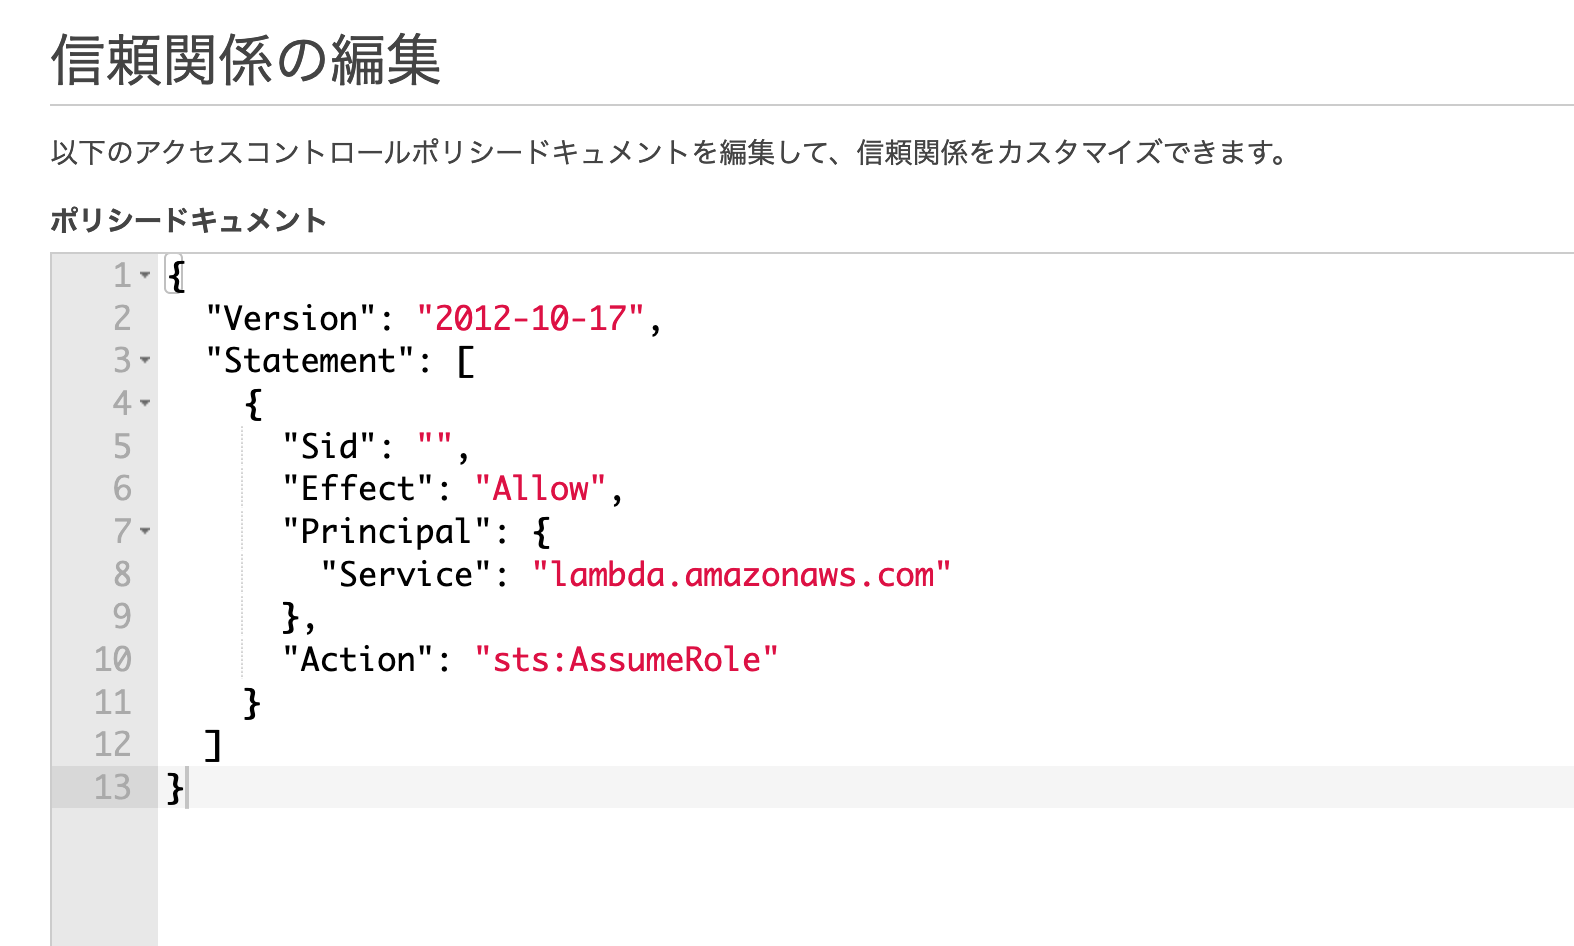 信頼関係の編集
以下のアクセスコントロールポリシードキュメントを編集して、信頼関係をカスタマイズできます。
ポリシードキュメント
1 {
2   "Version": "2012-10-17",
3   "Statement": [
4     {
5       "Sid": "",
6       "Effect": "Allow",
7       "Principal": {
8         "Service": "lambda.amazonaws.com"
9       },
10       "Action": "sts:AssumeRole"
11     }
12   ]
13 }